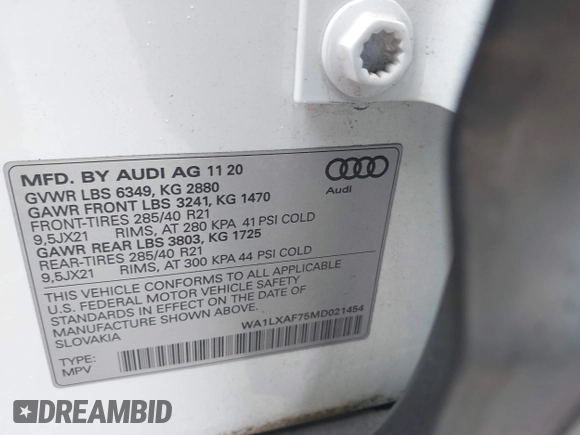 MFD. BY AUDI AG 11 20
GVWR LBS 6349, KG 2880
GAWR FRONT LBS 3241, KG 1470
FRONT-TIRES 285/40 R21
9,5JX21 RIMS, AT 280 KPA 41 PSI COLD
GAWR REAR LBS 3803, KG 1725
REAR-TIRES 285/40 R21
9,5JX21 RIMS, AT 300 KPA 44 PSI COLD
Audi
THIS VEHICLE CONFORMS TO ALL APPLICABLE
U.S. FEDERAL MOTOR VEHICLE SAFETY
STANDARDS IN EFFECT ON THE DATE OF
MANUFACTURE SHOWN ABOVE.
SLOVAKIA
WA1LXAF75MD021454
TYPE:
MPV
DREAMBID